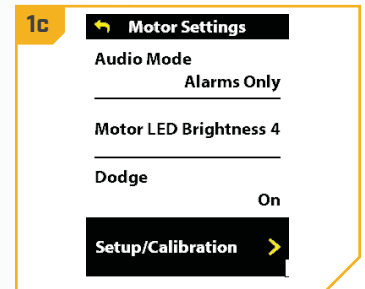 1c
Motor Settings
Audio Mode
Alarms Only
Motor LED Brightness 4
Dodge
On
Setup/Calibration >